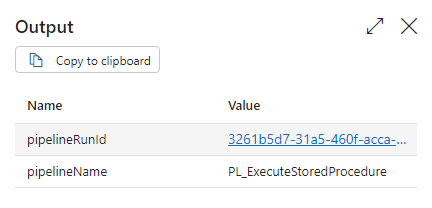 Output
Copy to clipboard
Name Value
pipelineRunId 3261b5d7-31a5-460f-acca-...
pipelineName PL_ExecuteStoredProcedure